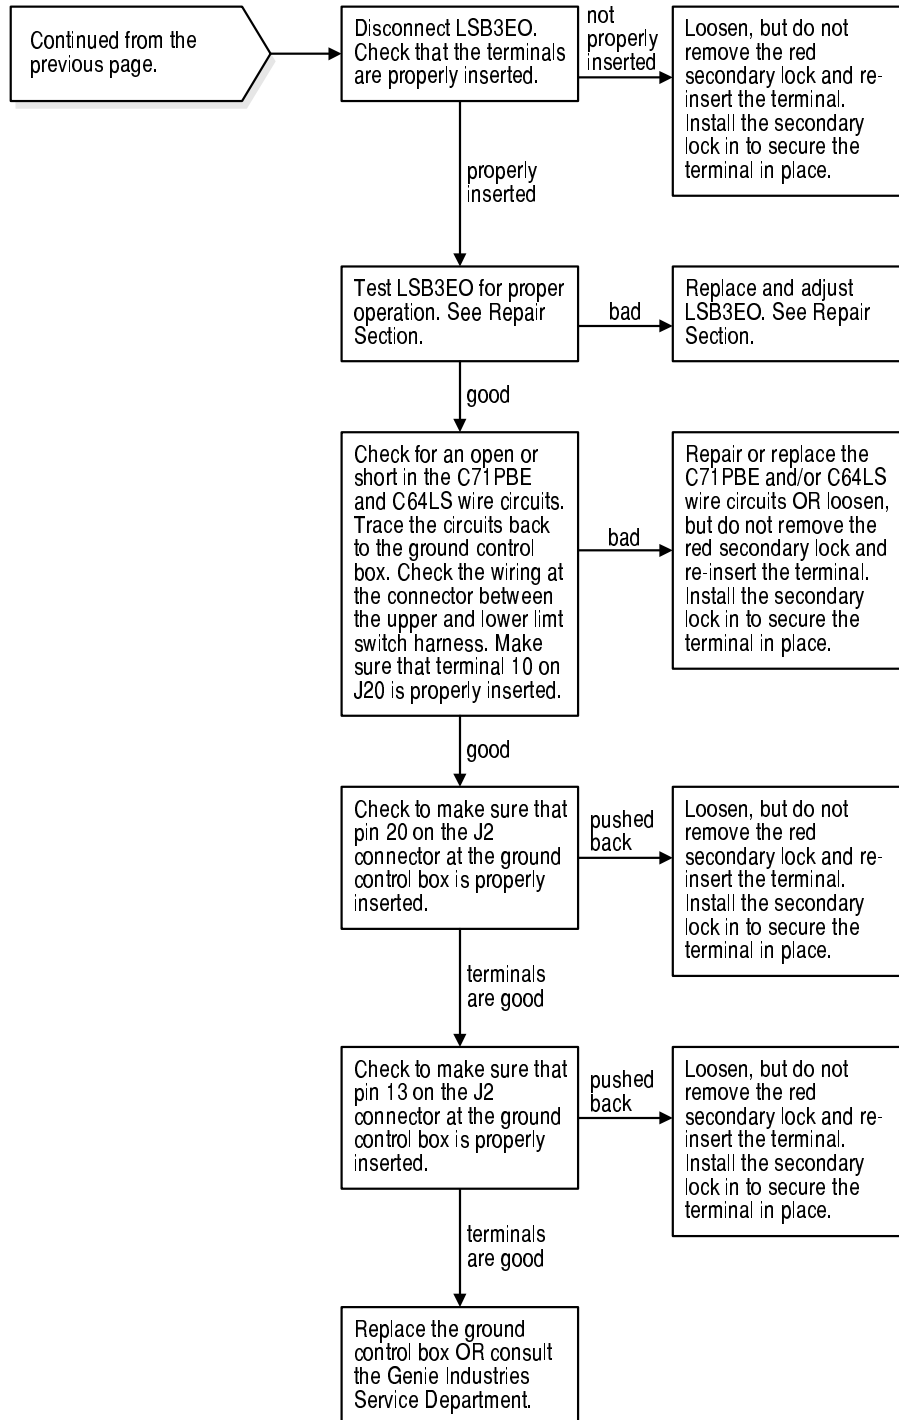 Continued from the
previous page.
Disconnect LSB3EO.
Check that the terminals
are properly inserted.
not
properly
inserted
Loosen, but do not
remove the red
secondary lock and re-
insert the terminal.
Install the secondary
lock in to secure the
terminal in place.
properly
inserted
Test LSB3EO for proper
operation. See Repair
Section.
bad
Replace and adjust
LSB3EO. See Repair
Section.
good
Check for an open or
short in the C71PBE
and C64LS wire circuits.
Trace the circuits back
to the ground control
box. Check the wiring at
the connector between
the upper and lower limt
switch harness. Make
sure that terminal 10 on
J20 is properly inserted.
bad
Repair or replace the
C71PBE and/or C64LS
wire circuits OR loosen,
but do not remove the
red secondary lock and
re-insert the terminal.
Install the secondary
lock in to secure the
terminal in place.
good
Check to make sure that
pin 20 on the J2
connector at the ground
control box is properly
inserted.
pushed
back
Loosen, but do not
remove the red
secondary lock and re-
insert the terminal.
Install the secondary
lock in to secure the
terminal in place.
terminals
are good
Check to make sure that
pin 13 on the J2
connector at the ground
control box is properly
inserted.
pushed
back
Loosen, but do not
remove the red
secondary lock and re-
insert the terminal.
Install the secondary
lock in to secure the
terminal in place.
terminals
are good
Replace the ground
control box OR consult
the Genie Industries
Service Department.